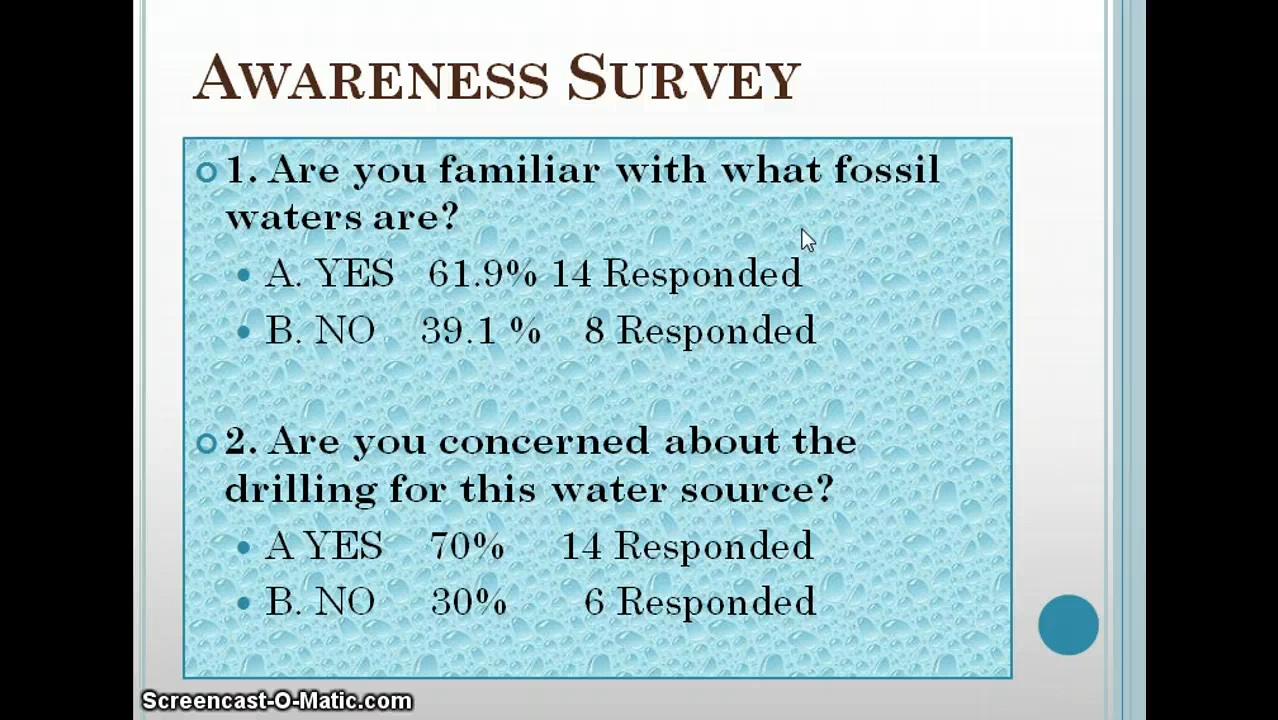 AWARENESS SURVEY
1. Are you familiar with what fossil
waters are?
A. YES 61.9% 14 Responded
B. NO 39.1 % 8 Responded
2. Are you concerned about the
drilling for this water source?
A YES 70% 14 Responded
B. NO 30% 6 Responded
Screencast-O-Matic.com